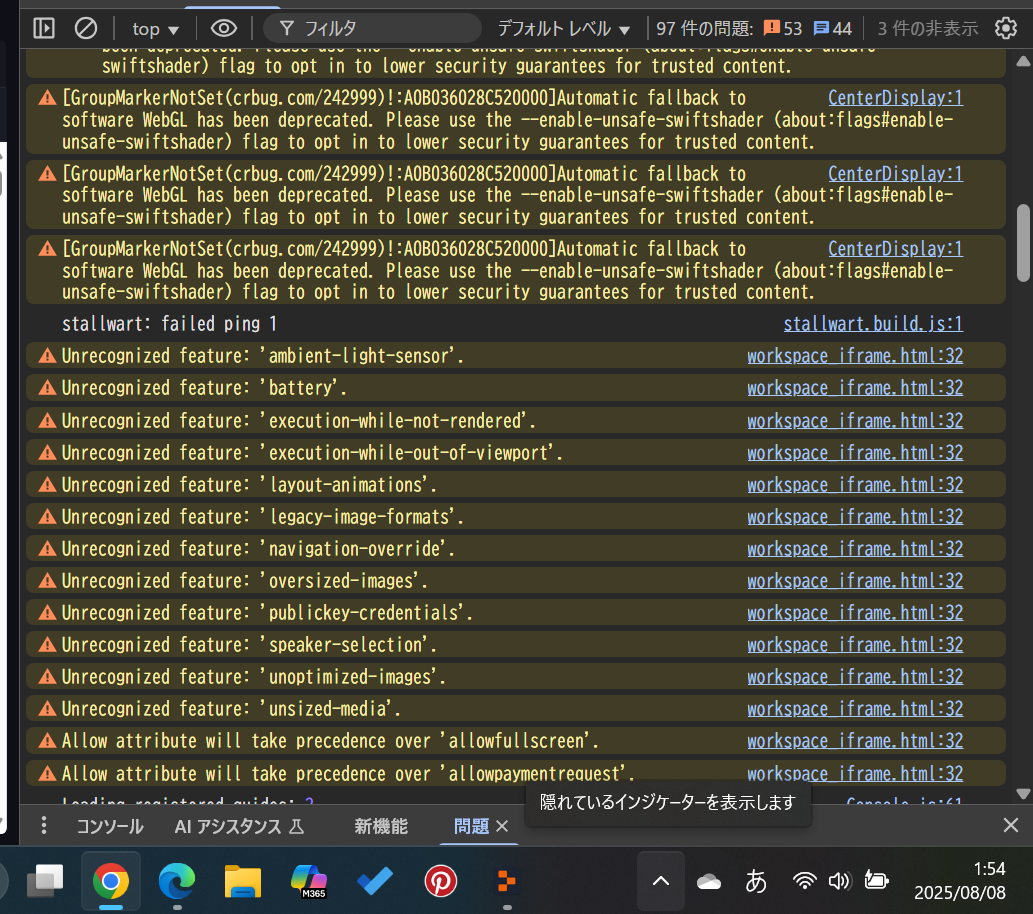 top ▼
フィルタ
デフォルト レベル ▼
97 件の問題: 53 44
3 件の非表示
swiftshader) flag to opt in to lower security guarantees for trusted content.
[GroupMarkerNotSet(crbug.com/242999)!:A0B036028C520000]Automatic fallback to CenterDisplay:1
software WebGL has been deprecated. Please use the --enable-unsafe-swiftshader (about:flags#enable-
unsafe-swiftshader) flag to opt in to lower security guarantees for trusted content.
[GroupMarkerNotSet(crbug.com/242999)!:A0B036028C520000]Automatic fallback to CenterDisplay:1
software WebGL has been deprecated. Please use the --enable-unsafe-swiftshader (about:flags#enable-
unsafe-swiftshader) flag to opt in to lower security guarantees for trusted content.
[GroupMarkerNotSet(crbug.com/242999)!:A0B036028C520000]Automatic fallback to CenterDisplay:1
software WebGL has been deprecated. Please use the --enable-unsafe-swiftshader (about:flags#enable-
unsafe-swiftshader) flag to opt in to lower security guarantees for trusted content.
stallwart: failed ping 1 stallwart.build.js:1
Unrecognized feature: 'ambient-light-sensor'. workspace_iframe.html:32
Unrecognized feature: 'battery'. workspace_iframe.html:32
Unrecognized feature: 'execution-while-not-rendered'. workspace_iframe.html:32
Unrecognized feature: 'execution-while-out-of-viewport'. workspace_iframe.html:32
Unrecognized feature: 'layout-animations'. workspace_iframe.html:32
Unrecognized feature: 'legacy-image-formats'. workspace_iframe.html:32
Unrecognized feature: 'navigation-override'. workspace_iframe.html:32
Unrecognized feature: 'oversized-images'. workspace_iframe.html:32
Unrecognized feature: 'publickey-credentials'. workspace_iframe.html:32
Unrecognized feature: 'speaker-selection'. workspace_iframe.html:32
Unrecognized feature: 'unoptimized-images'. workspace_iframe.html:32
Unrecognized feature: 'unsized-media'. workspace_iframe.html:32
Allow attribute will take precedence over 'allowfullscreen'. workspace_iframe.html:32
Allow attribute will take precedence over 'allowpaymentrequest'. workspace_iframe.html:32
隠れているインジケーターを表示します
コンソール
AI アシスタンス
新機能
問題
M365
あ
1:54
2025/08/08